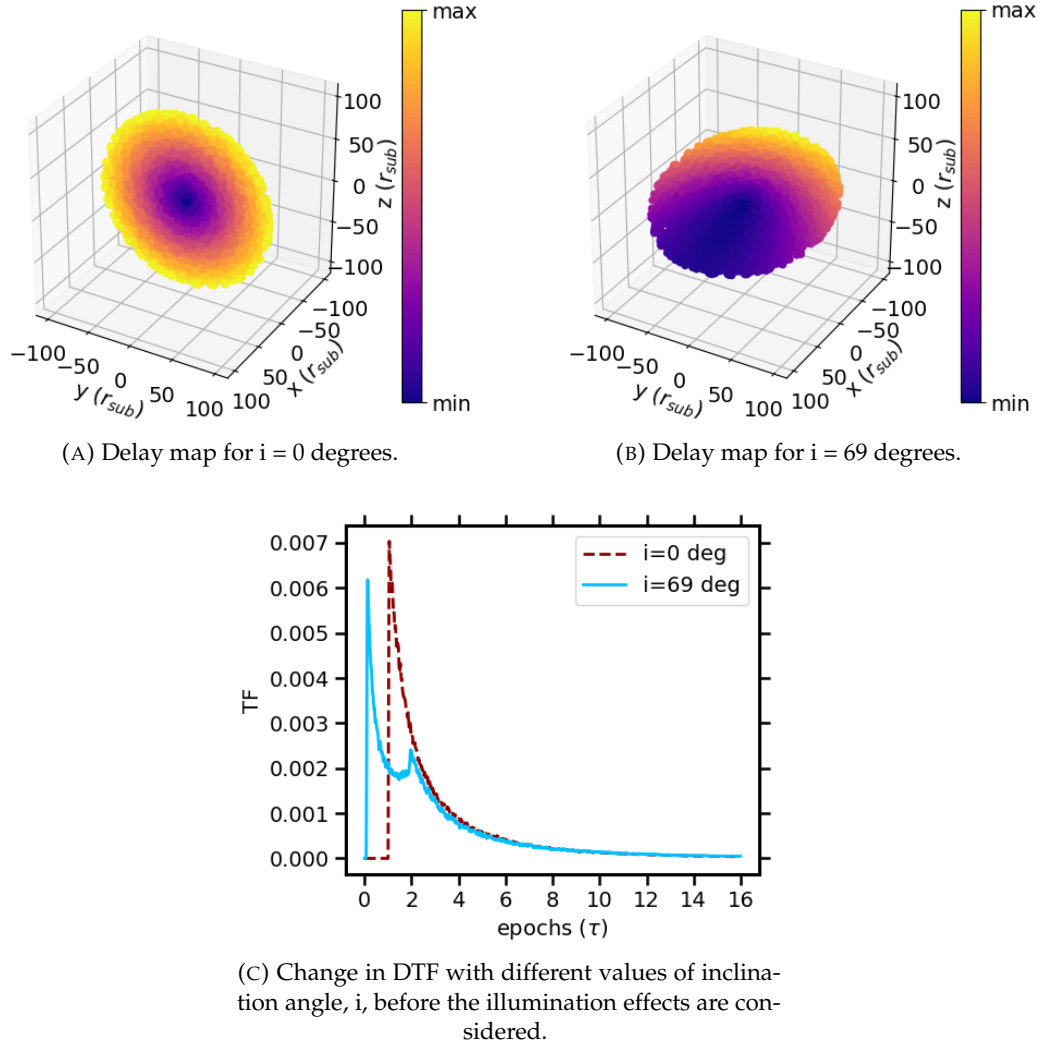 max
100
50
0
−50
−100
z (r_sub)
−100
−50
0
50
100
x (r_sub)
−100
−50
0
50
100
y (r_sub)
min
(A) Delay map for i = 0 degrees.
max
100
50
0
−50
−100
z (r_sub)
−100
−50
0
50
100
x (r_sub)
−100
−50
0
50
100
y (r_sub)
min
(B) Delay map for i = 69 degrees.
0.007
0.006
0.005
0.004
0.003
0.002
0.001
0.000
TF
i=0 deg
i=69 deg
0 2 4 6 8 10 12 14 16
epochs (τ)
(C) Change in DTF with different values of inclina-
tion angle, i, before the illumination effects are con-
sidered.